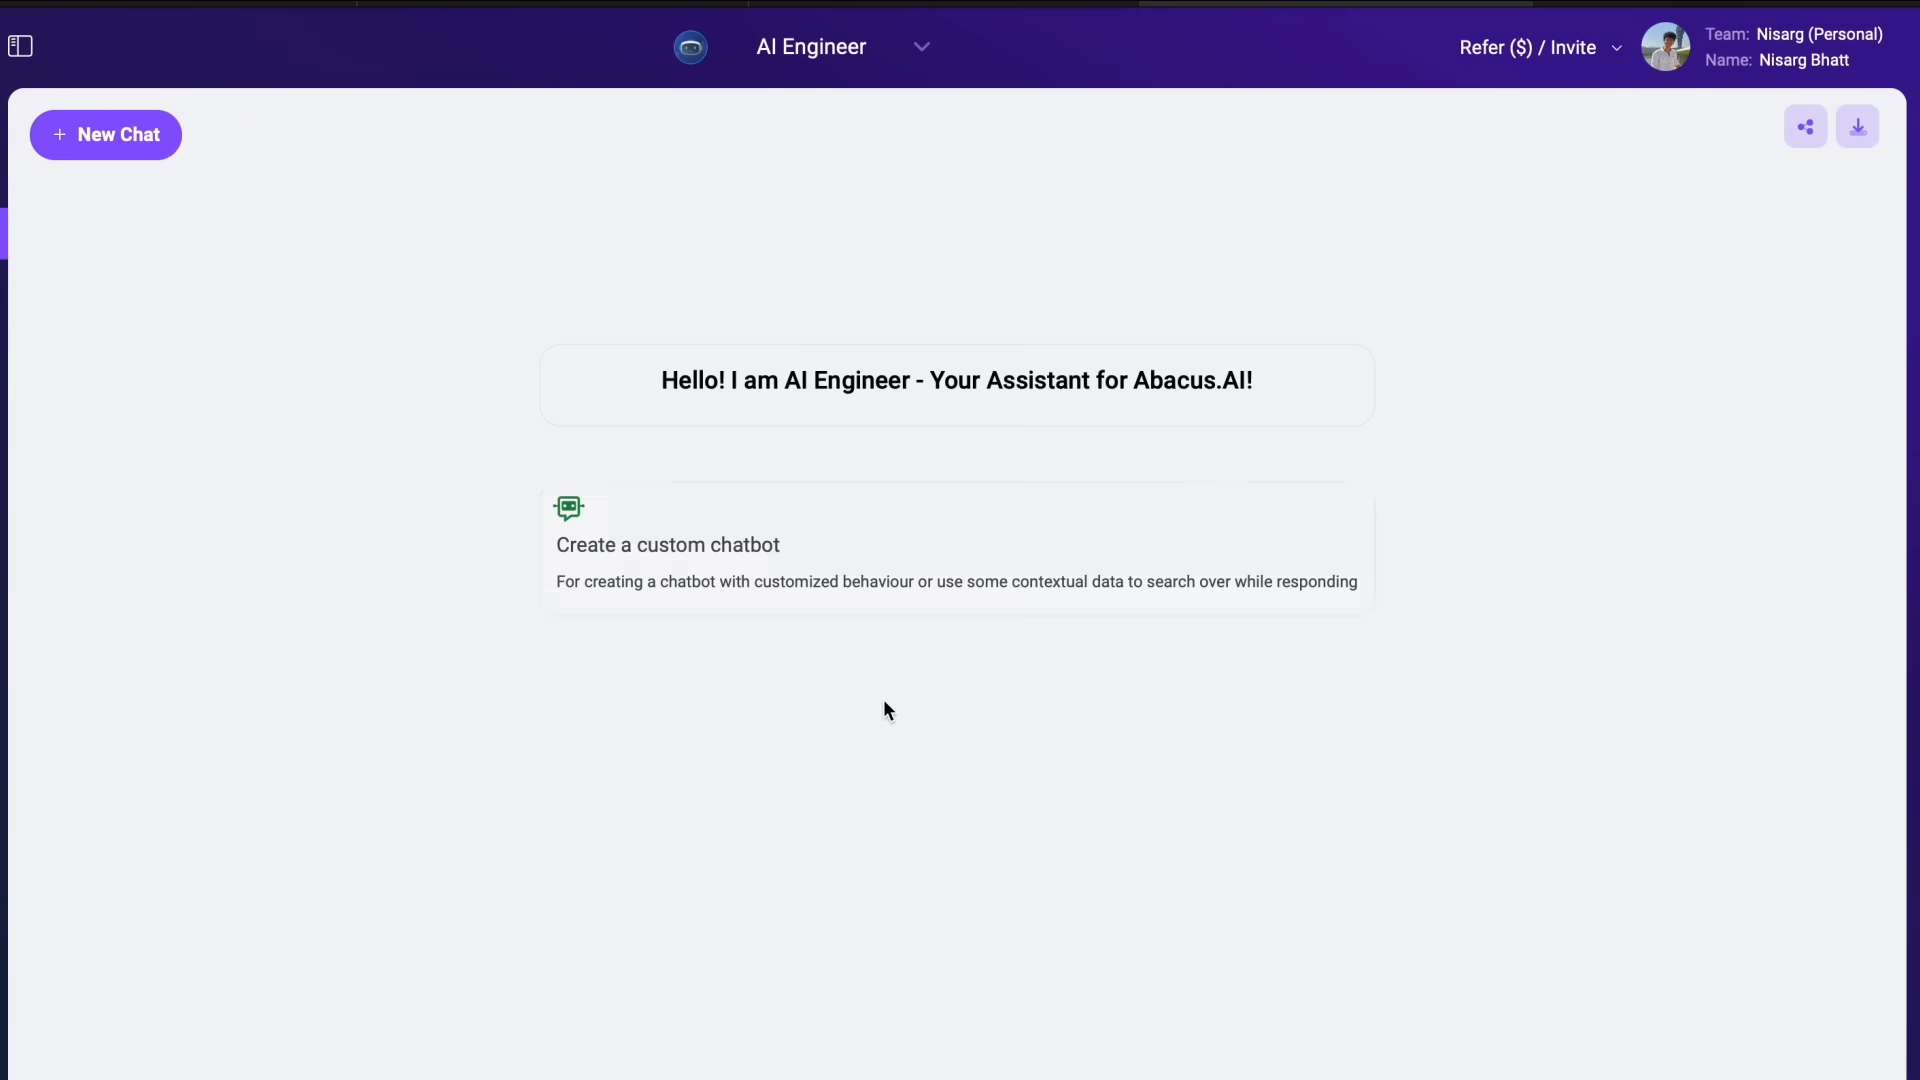 AI Engineer
Refer ($) / Invite
Team: Nisarg (Personal)
Name: Nisarg Bhatt
+ New Chat
Hello! I am AI Engineer - Your Assistant for Abacus.AI!
Create a custom chatbot
For creating a chatbot with customized behaviour or use some contextual data to search over while responding